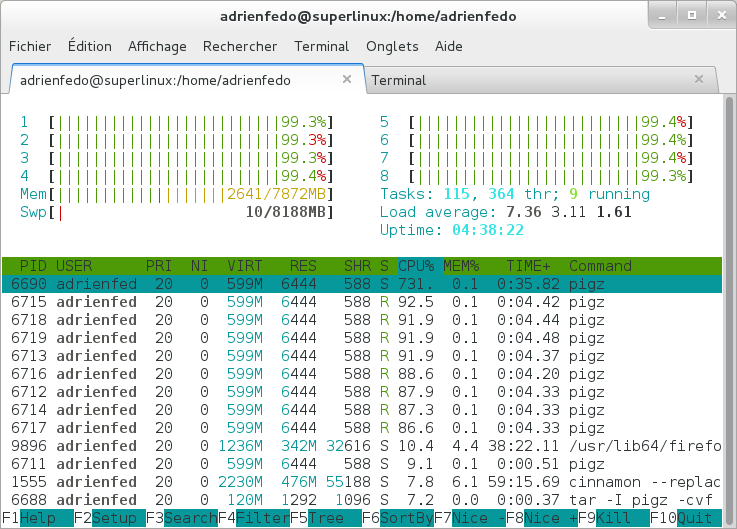 adrienfedo@superlinux:/home/adrienfedo
Fichier Édition Affichage Rechercher Terminal Onglets Aide
adrienfedo@superlinux:/home/adrienfedo Terminal
1 [||||||||||||||||||||||||||99.3%] 5 [||||||||||||||||||||||||||99.4%]
2 [||||||||||||||||||||||||||99.3%] 6 [||||||||||||||||||||||||||99.4%]
3 [||||||||||||||||||||||||||99.3%] 7 [||||||||||||||||||||||||||99.4%]
4 [||||||||||||||||||||||||||99.4%] 8 [||||||||||||||||||||||||||99.3%]
Mem[||||||||||||||||||||2641/7872MB] Tasks: 115, 364 thr; 9 running
Swp[| 10/8188MB] Load average: 7.36 3.11 1.61
Uptime: 04:38:22
PID USER PRI NI VIRT RES SHR S CPU% MEM% TIME+ Command
6690 adrienfed 20 0 599M 6444 588 S 731. 0.1 0:35.82 pigz
6715 adrienfed 20 0 599M 6444 588 R 92.5 0.1 0:04.42 pigz
6718 adrienfed 20 0 599M 6444 588 R 91.9 0.1 0:04.44 pigz
6719 adrienfed 20 0 599M 6444 588 R 91.9 0.1 0:04.48 pigz
6713 adrienfed 20 0 599M 6444 588 R 91.9 0.1 0:04.37 pigz
6716 adrienfed 20 0 599M 6444 588 R 88.6 0.1 0:04.20 pigz
6712 adrienfed 20 0 599M 6444 588 R 87.9 0.1 0:04.33 pigz
6714 adrienfed 20 0 599M 6444 588 R 87.3 0.1 0:04.33 pigz
6717 adrienfed 20 0 599M 6444 588 R 86.6 0.1 0:04.33 pigz
9896 adrienfed 20 0 1236M 342M 32616 S 10.4 4.4 38:22.11 /usr/lib64/firefo
6711 adrienfed 20 0 599M 6444 588 S 9.1 0.1 0:00.51 pigz
1555 adrienfed 20 0 2230M 476M 55188 S 7.8 6.1 59:15.69 cinnamon --replac
6688 adrienfed 20 0 120M 1292 1096 S 7.2 0.0 0:00.37 tar -I pigz -cvf
F1Help F2Setup F3SearchF4FilterF5Tree F6SortByF7Nice -F8Nice +F9Kill F10Quit